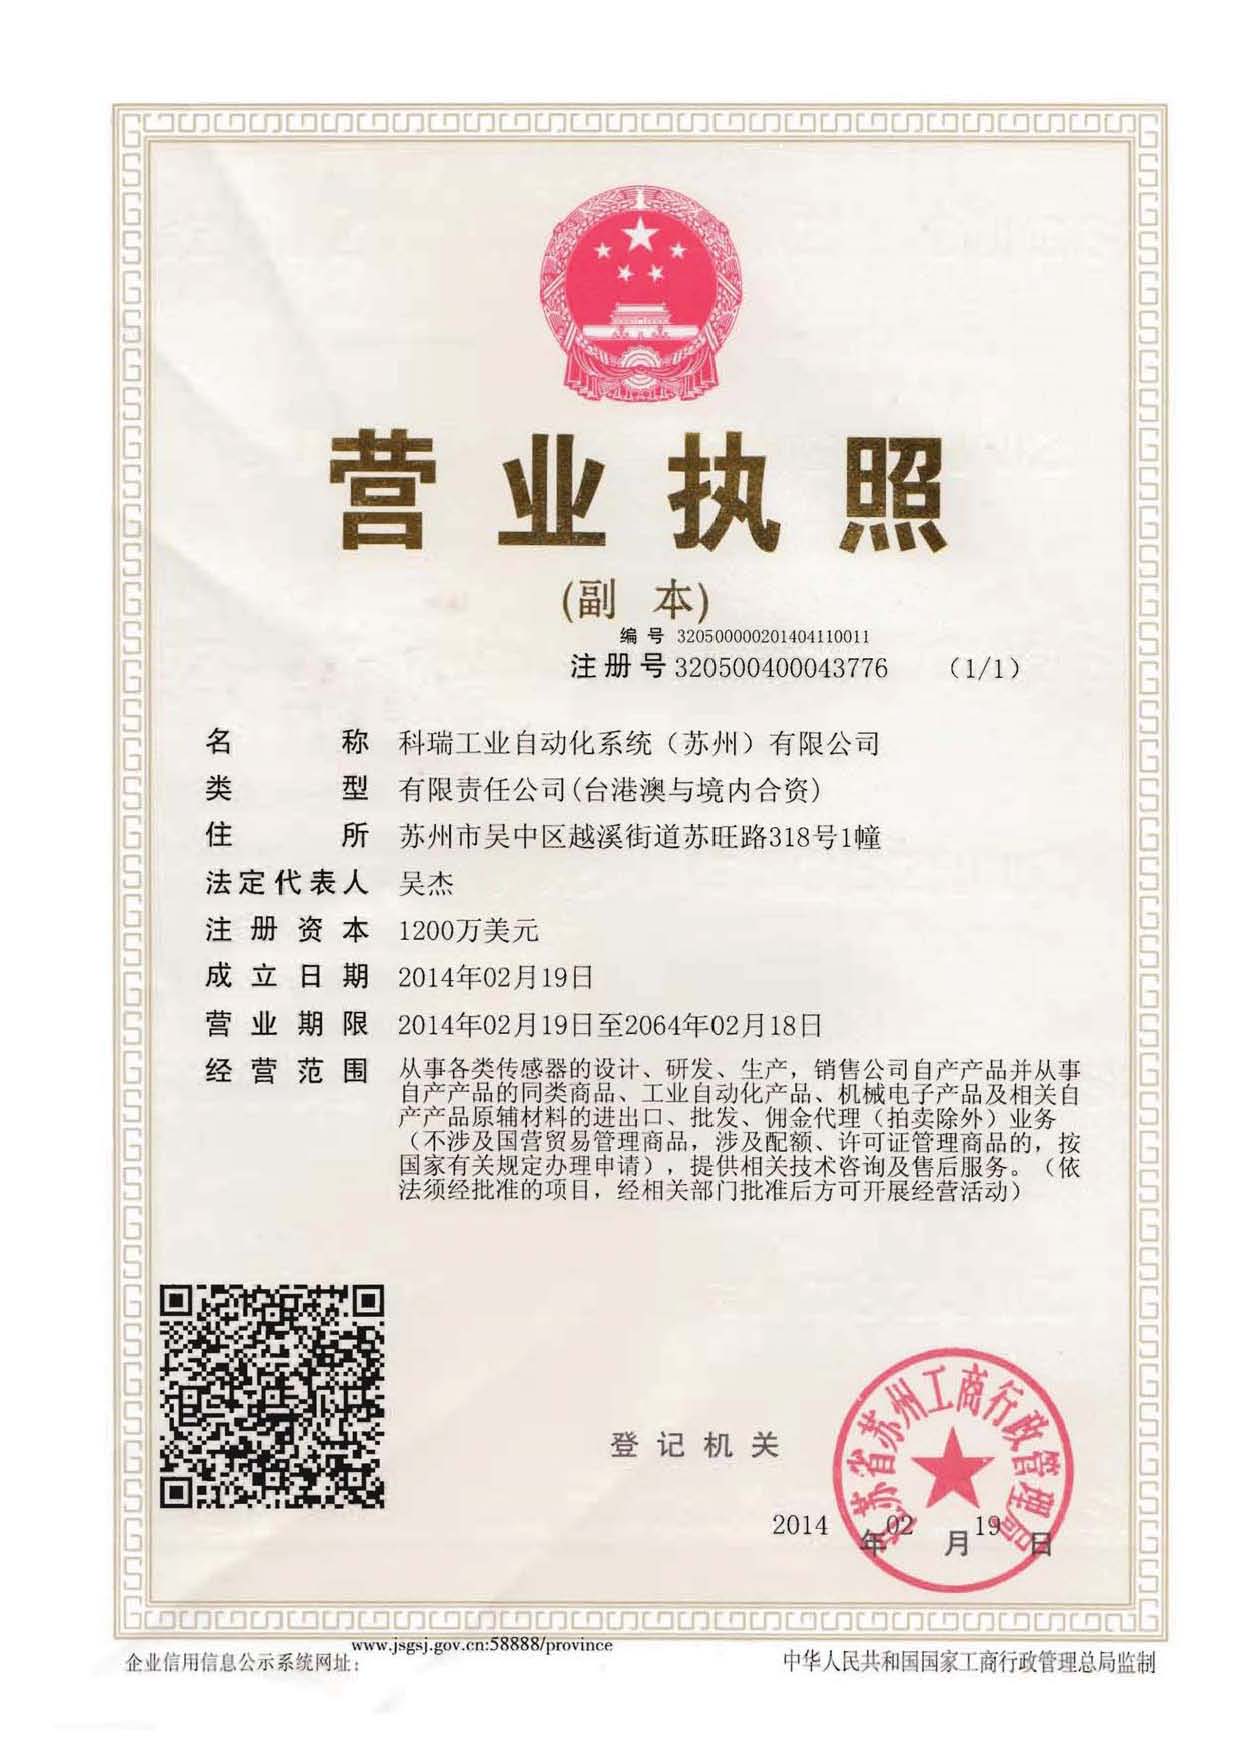 营业执照
(副 本)
编 号 320500000201404110011
注 册 号 320500400043776 （1/1）
名 称 科瑞工业自动化系统（苏州）有限公司
类 型 有限责任公司(台港澳与境内合资)
住 所 苏州市吴中区越溪街道苏旺路318号1幢
法定代表人 吴杰
注 册 资 本 1200万美元
成 立 日 期 2014年02月19日
营 业 期 限 2014年02月19日至2064年02月18日
经 营 范 围 从事各类传感器的设计、研发、生产，销售公司自产产品并从事
自产产品的同类商品、工业自动化产品、机械电子产品及相关自
产产品原辅材料的进出口、批发、佣金代理（拍卖除外）业务
（不涉及国营贸易管理商品，涉及配额、许可证管理商品的，按
国家有关规定办理申请），提供相关技术咨询及售后服务。（依
法须经批准的项目，经相关部门批准后方可开展经营活动）
江苏省苏州工商行政管理局
登 记 机 关
2014 年 02 月 19 日
www.jsgsj.gov.cn:58888/province
企业信用信息公示系统网址：
中华人民共和国国家工商行政管理总局监制